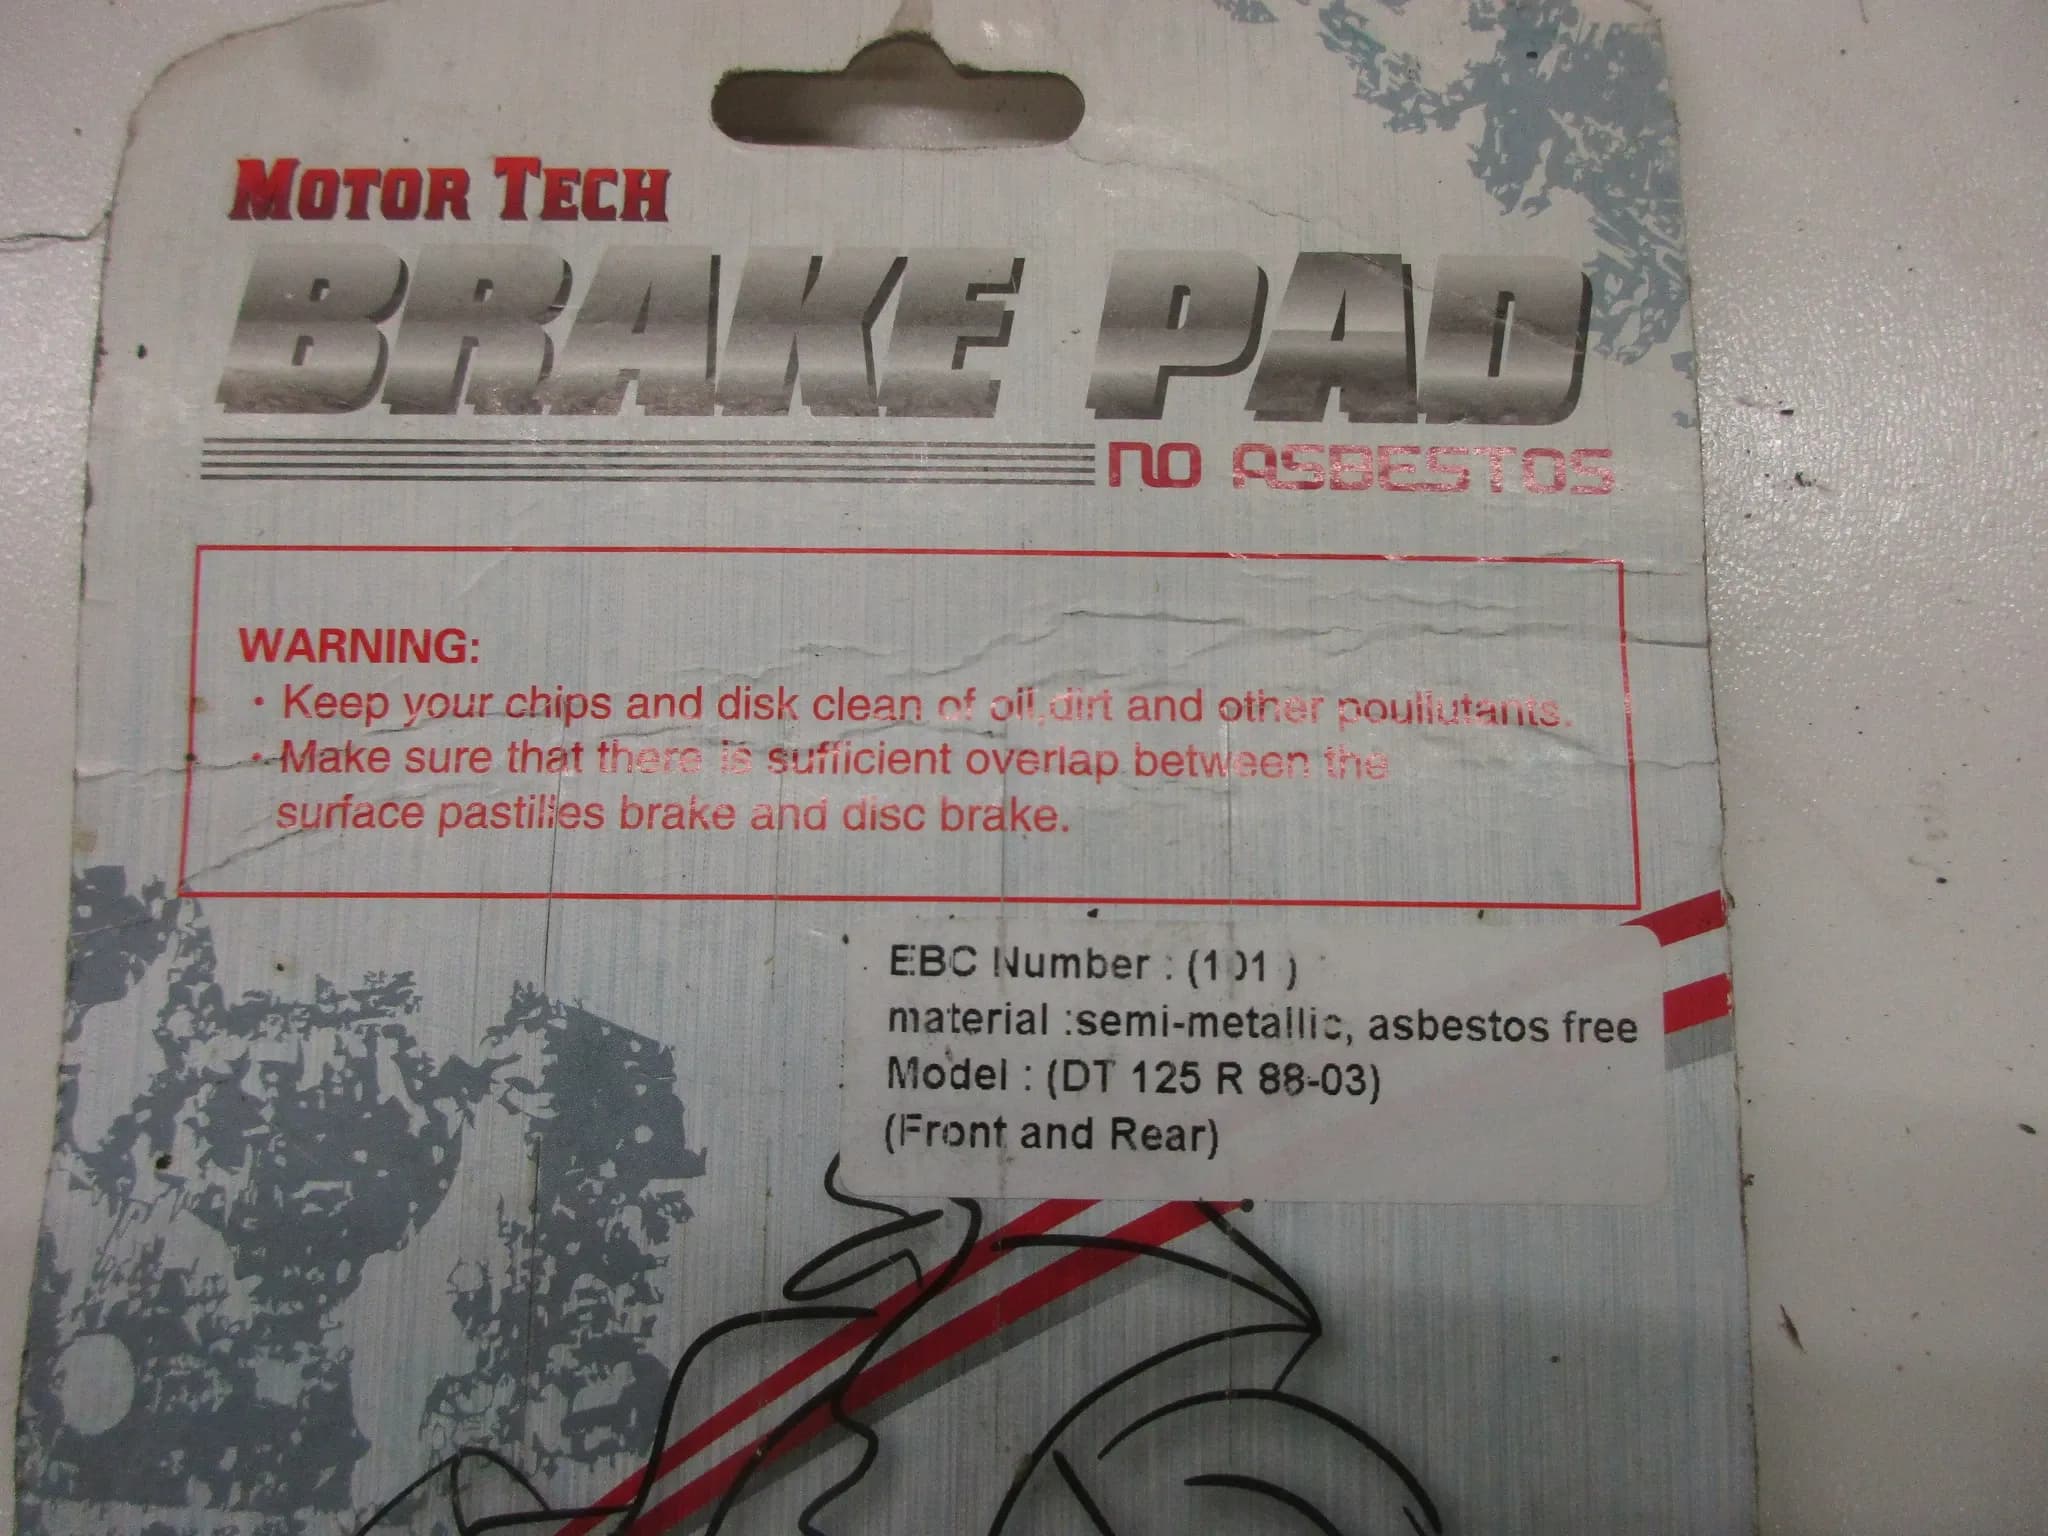 MOTOR TECH
BRAKE PAD
NO ASBESTOS
WARNING:
• Keep your chips and disk clean of oil,dirt and other poullutants.
• Make sure that there is sufficient overlap between the
surface pastilles brake and disc brake.
EBC Number : (101 )
material :semi-metallic, asbestos free
Model : (DT 125 R 88-03)
(Front and Rear)